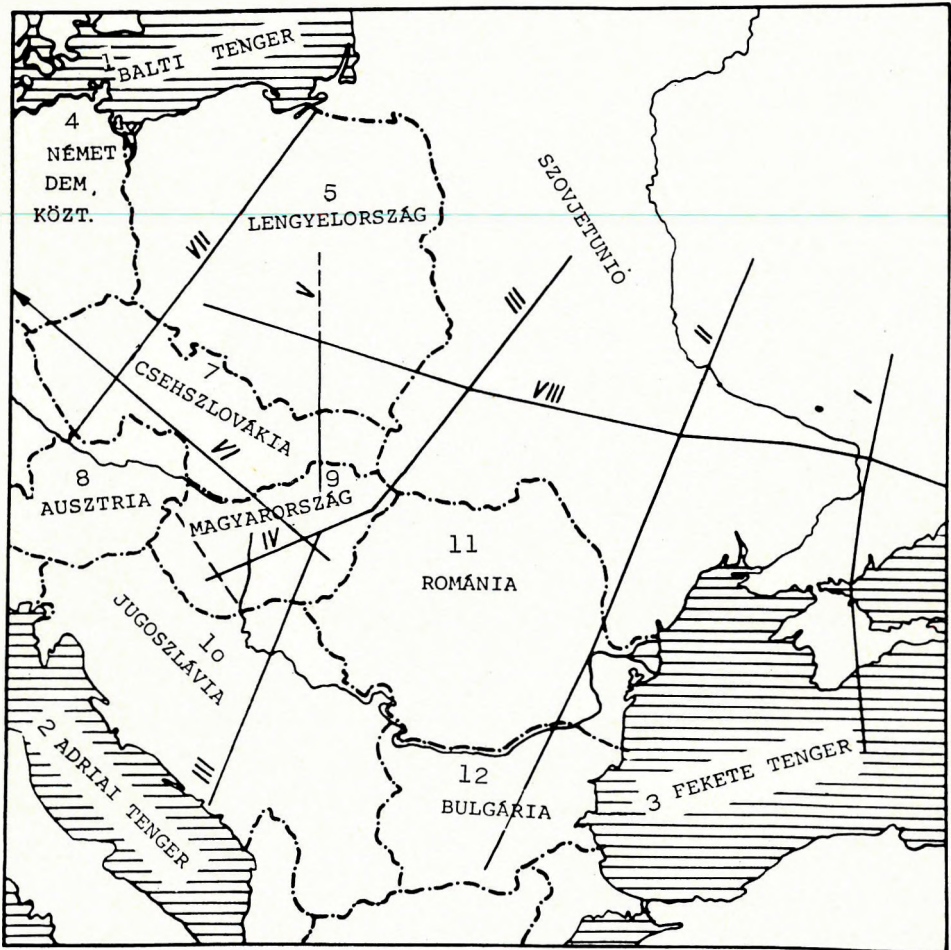 1
BALTI TENGER
4
NÉMET
DEM,
KÖZT.
5
LENGYELORSZÁG
SZOVJETUNIÓ
VII
V
III
II
I
VIII
7
CSEHSZLOVÁKIA
VI
8
AUSZTRIA
9
MAGYARORSZÁG
IV
11
ROMÁNIA
10
JUGOSZLÁVIA
2 ADRIAI TENGER
III
12
BULGÁRIA
3 FEKETE TENGER